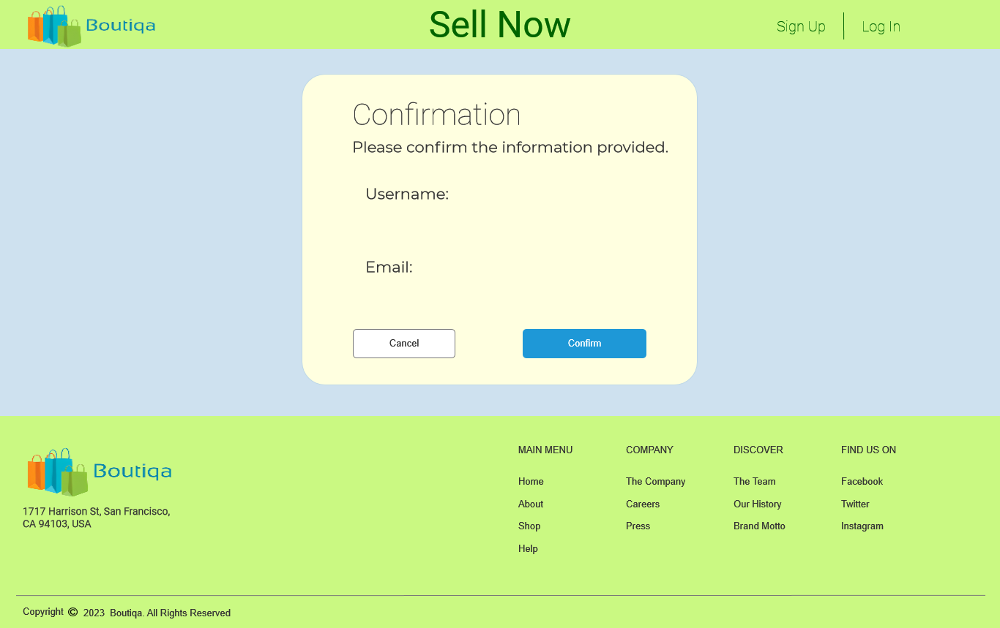 Boutiqa
Sell Now
Sign Up
Log In
Confirmation
Please confirm the information provided.
Username:
Email:
Cancel
Confirm
Boutiqa
1717 Harrison St, San Francisco,
CA 94103, USA
MAIN MENU
Home
About
Shop
Help
COMPANY
The Company
Careers
Press
DISCOVER
The Team
Our History
Brand Motto
FIND US ON
Facebook
Twitter
Instagram
Copyright © 2023 Boutiqa. All Rights Reserved